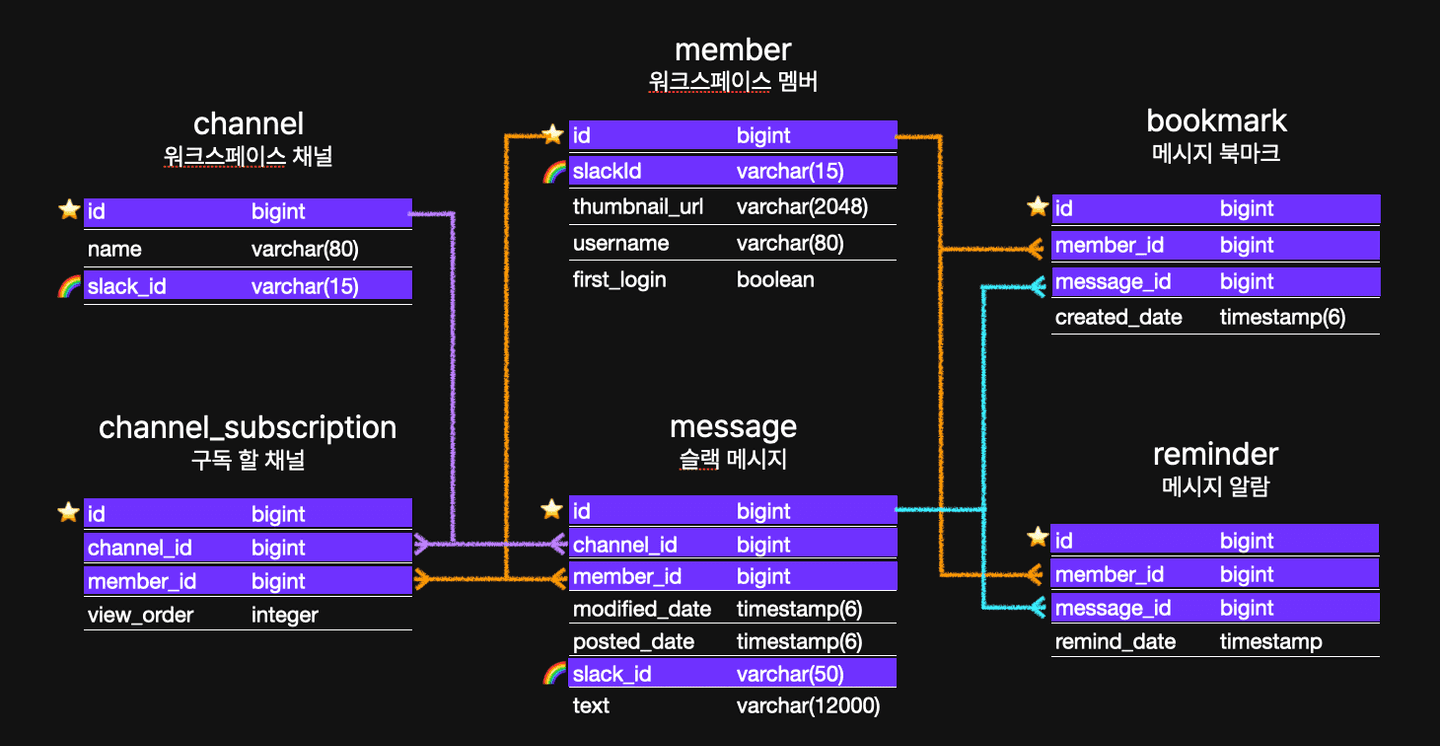 channel
워크스페이스 채널
id bigint
name varchar(80)
slack_id varchar(15)
member
워크스페이스 멤버
id bigint
slackId varchar(15)
thumbnail_url varchar(2048)
username varchar(80)
first_login boolean
bookmark
메시지 북마크
id bigint
member_id bigint
message_id bigint
created_date timestamp(6)
channel_subscription
구독 할 채널
id bigint
channel_id bigint
member_id bigint
view_order integer
message
슬랙 메시지
id bigint
channel_id bigint
member_id bigint
modified_date timestamp(6)
posted_date timestamp(6)
slack_id varchar(50)
text varchar(12000)
reminder
메시지 알람
id bigint
member_id bigint
message_id bigint
remind_date timestamp